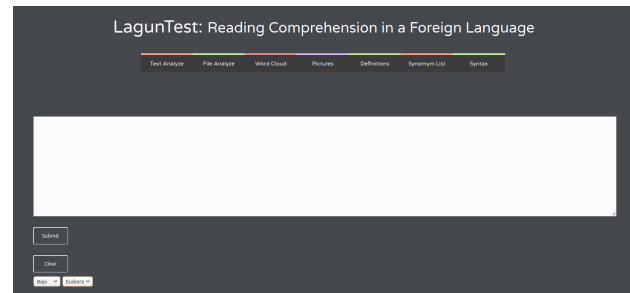 LagunTest: Reading Comprehension in a Foreign Language
Text Analyze File Analyze Word Cloud Pictures Definitions Synomym List Syntax
Submit
Clear
Bajo Euskera